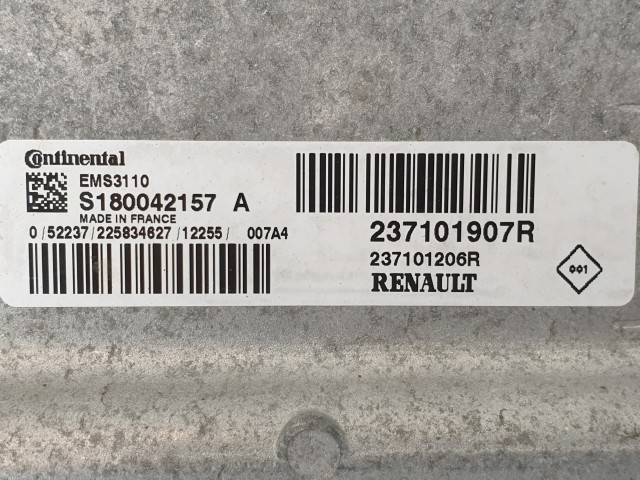 Continental
EMS3110
S180042157 A
MADE IN FRANCE
0/52237/225834627/12255/ 007A4
237101907R
237101206R
RENAULT
001